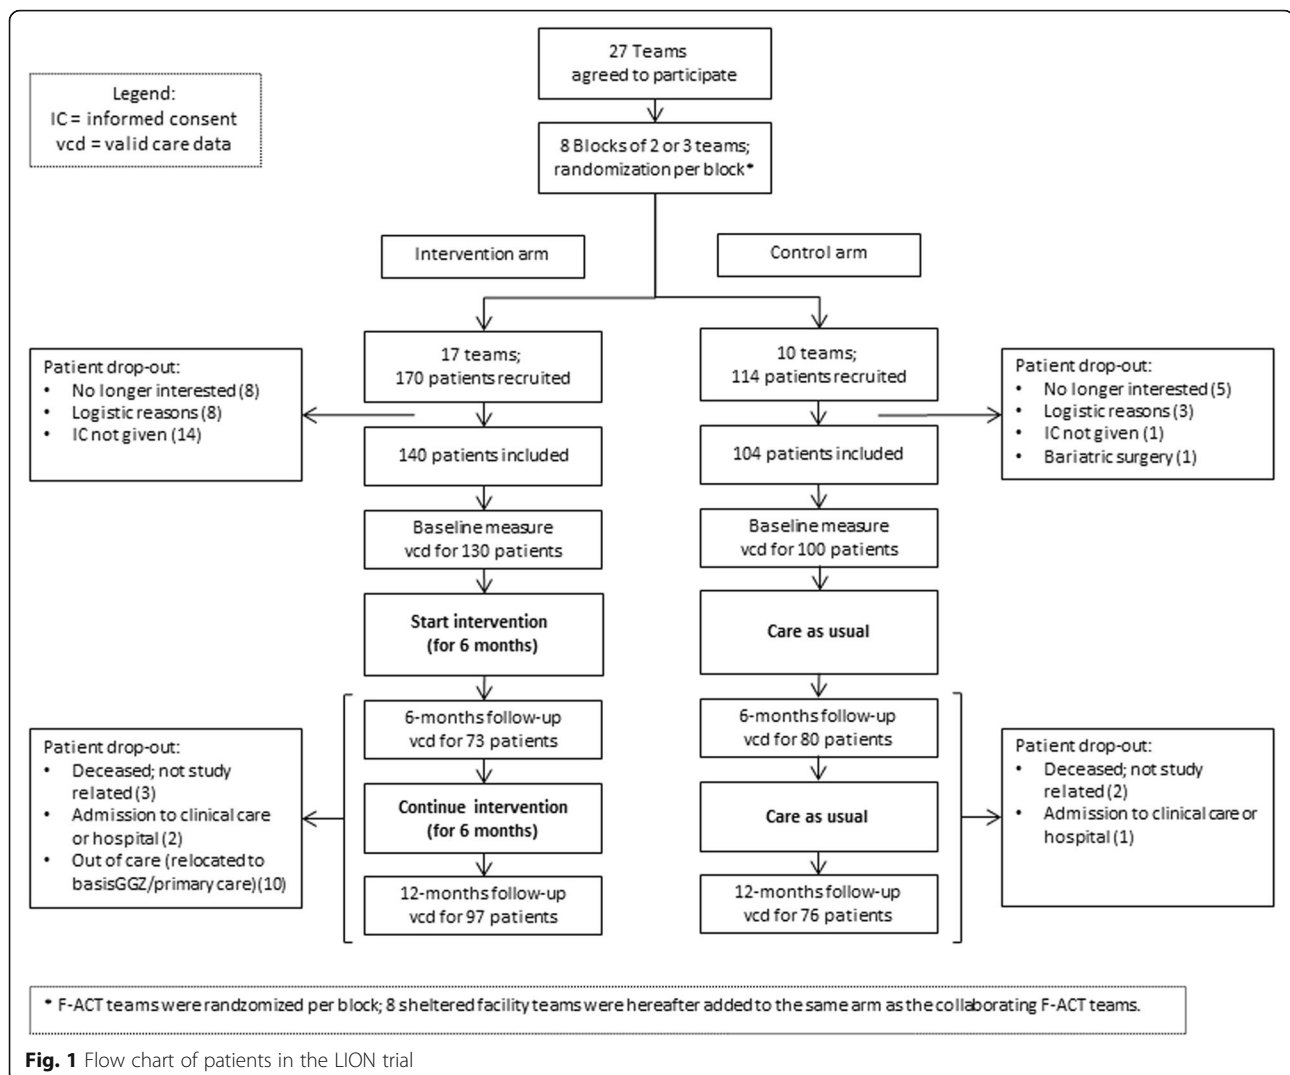 27 Teams
agreed to participate
Legend:
IC = informed consent
vcd = valid care data
8 Blocks of 2 or 3 teams;
randomization per block*
Intervention arm
Control arm
17 teams;
170 patients recruited
10 teams;
114 patients recruited
Patient drop-out:
• No longer interested (8)
• Logistic reasons (8)
• IC not given (14)
Patient drop-out:
• No longer interested (5)
• Logistic reasons (3)
• IC not given (1)
• Bariatric surgery (1)
140 patients included
104 patients included
Baseline measure
vcd for 130 patients
Baseline measure
vcd for 100 patients
Start intervention
(for 6 months)
Care as usual
6-months follow-up
vcd for 73 patients
6-months follow-up
vcd for 80 patients
Patient drop-out:
• Deceased; not study
related (3)
• Admission to clinical care
or hospital (2)
• Out of care (relocated to
basisGGZ/primary care) (10)
Continue intervention
(for 6 months)
Care as usual
Patient drop-out:
• Deceased; not study
related (2)
• Admission to clinical care or
hospital (1)
12-months follow-up
vcd for 97 patients
12-months follow-up
vcd for 76 patients
* F-ACT teams were randomized per block; 8 sheltered facility teams were hereafter added to the same arm as the collaborating F-ACT teams.
Fig. 1 Flow chart of patients in the LION trial